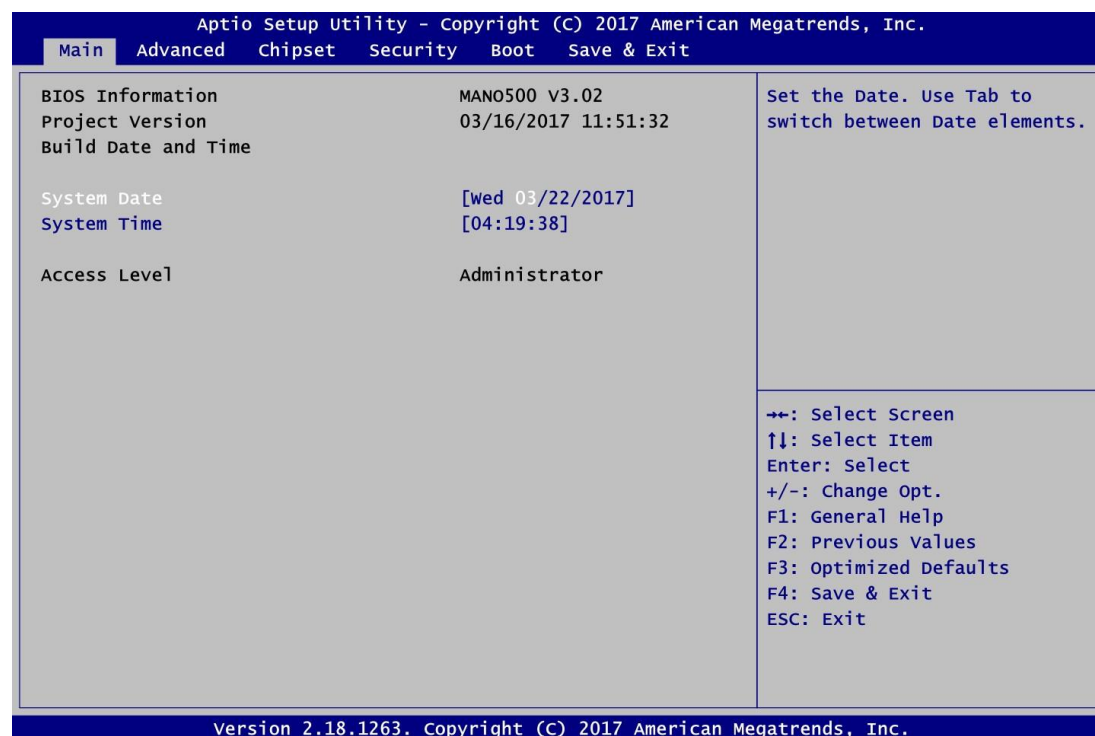 Aptio Setup Utility - Copyright (C) 2017 American Megatrends, Inc.
Main Advanced Chipset Security Boot Save & Exit
BIOS Information MANO500 V3.02
Project Version 03/16/2017 11:51:32
Build Date and Time
System Date [Wed 03/22/2017]
System Time [04:19:38]
Access Level Administrator
Set the Date. Use Tab to
switch between Date elements.
→←: Select Screen
↑↓: Select Item
Enter: Select
+/-: Change Opt.
F1: General Help
F2: Previous Values
F3: Optimized Defaults
F4: Save & Exit
ESC: Exit
Version 2.18.1263. Copyright (C) 2017 American Megatrends, Inc.